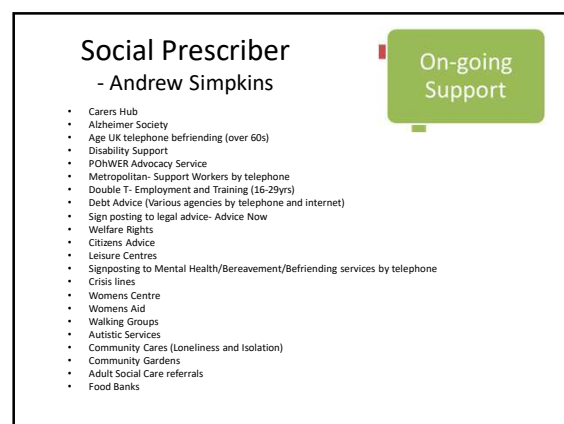 Social Prescriber
- Andrew Simpkins
On-going
Support
• Carers Hub
• Alzheimer Society
• Age UK telephone befriending (over 60s)
• Disability Support
• POhWER Advocacy Service
• Metropolitan- Support Workers by telephone
• Double T- Employment and Training (16-29yrs)
• Debt Advice (Various agencies by telephone and internet)
• Sign posting to legal advice- Advice Now
• Welfare Rights
• Citizens Advice
• Leisure Centres
• Signposting to Mental Health/Bereavement/Befriending services by telephone
• Crisis lines
• Womens Centre
• Womens Aid
• Walking Groups
• Autistic Services
• Community Cares (Loneliness and Isolation)
• Community Gardens
• Adult Social Care referrals
• Food Banks